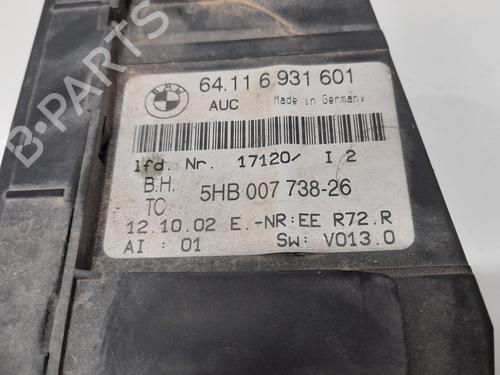 BMW
64.11 6 931 601
AUC Made in Germany
lfd. Nr. 17120/ I 2
B.H. 5HB 007 738-26
TC
12.10.02 E.-NR:EE R72.R
AI : 01 SW: V013.0